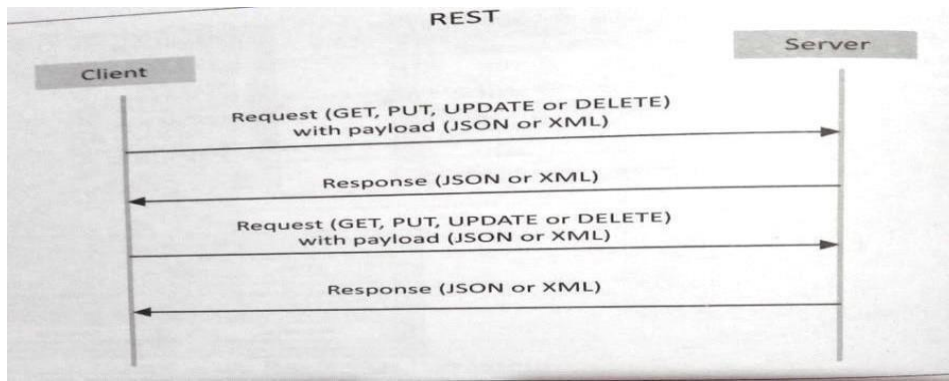 REST
Client
Server
Request (GET, PUT, UPDATE or DELETE)
with payload (JSON or XML)
Response (JSON or XML)
Request (GET, PUT, UPDATE or DELETE)
with payload (JSON or XML)
Response (JSON or XML)